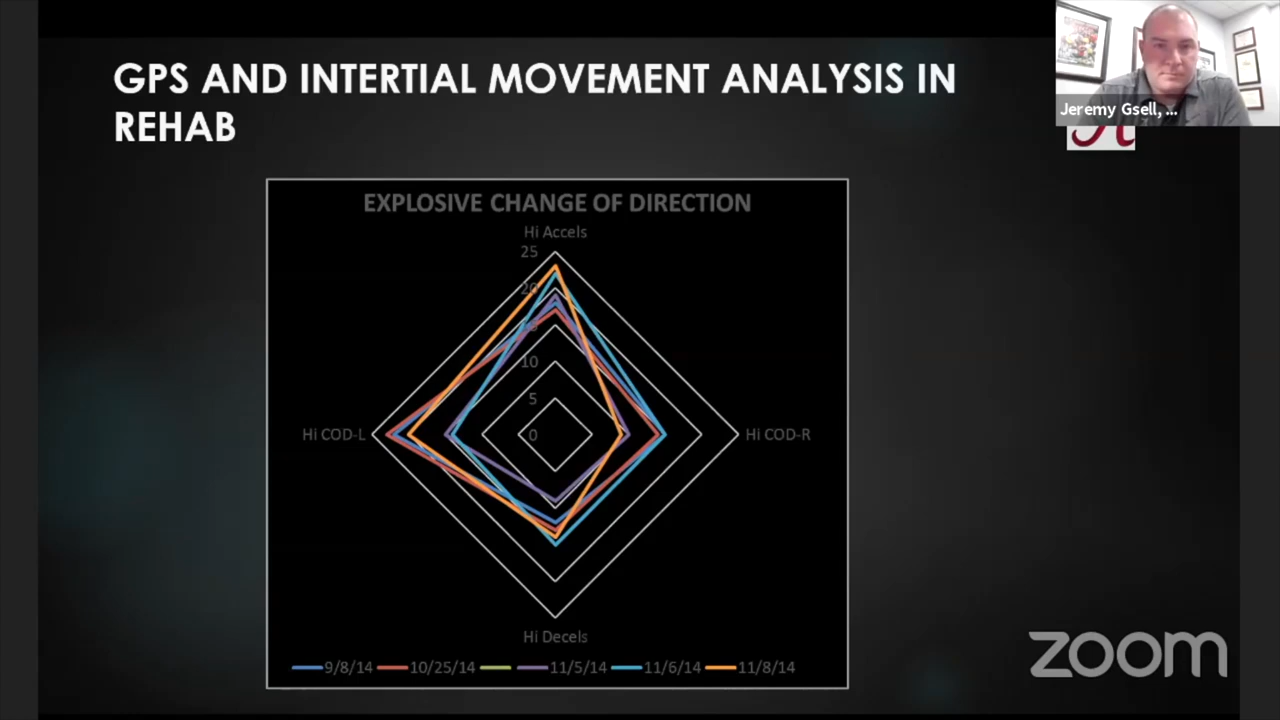 GPS AND INTERTIAL MOVEMENT ANALYSIS IN
REHAB
Jeremy Gsell, ...
EXPLOSIVE CHANGE OF DIRECTION
Hi Accels
25
20
10
5
0
Hi COD-L
Hi COD-R
Hi Decels
9/8/14 10/25/14 11/5/14 11/6/14 11/8/14
zoom